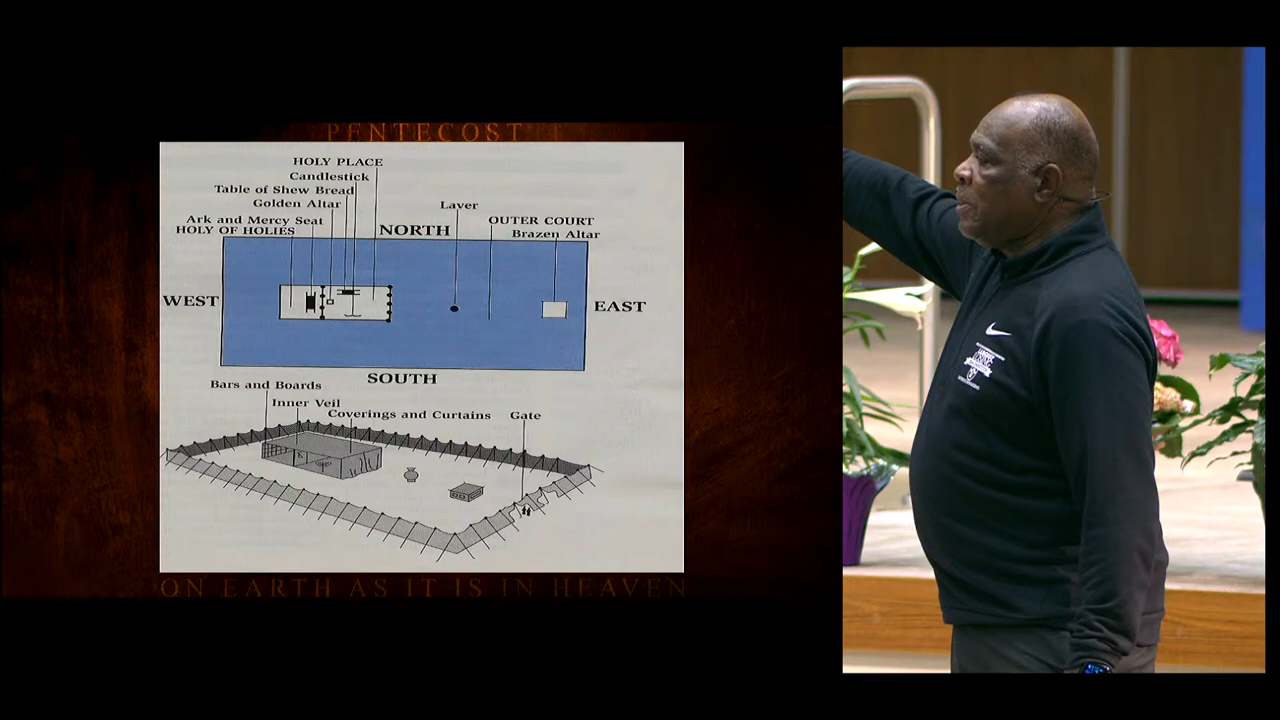 PENTECOST
HOLY PLACE
Candlestick
Table of Shew Bread
Golden Altar
Ark and Mercy Seat
HOLY OF HOLIES
NORTH
Laver
OUTER COURT
Brazen Altar
WEST
EAST
SOUTH
Bars and Boards
Inner Veil
Coverings and Curtains
Gate
ON EARTH AS IT IS IN HEAVEN